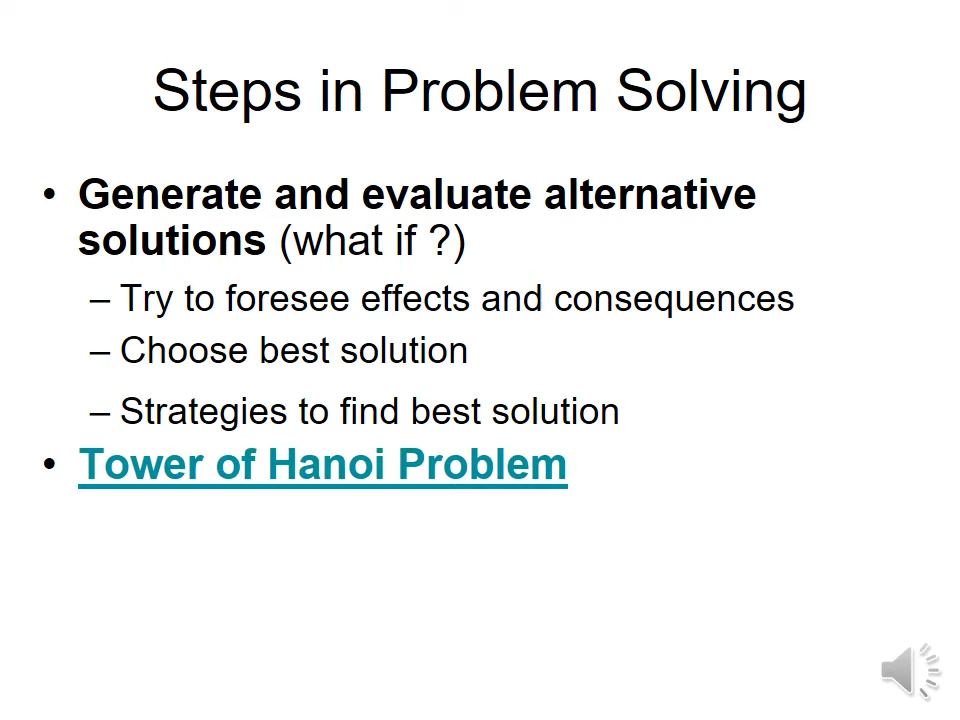 Steps in Problem Solving
• Generate and evaluate alternative
solutions (what if ?)
– Try to foresee effects and consequences
– Choose best solution
– Strategies to find best solution
• Tower of Hanoi Problem